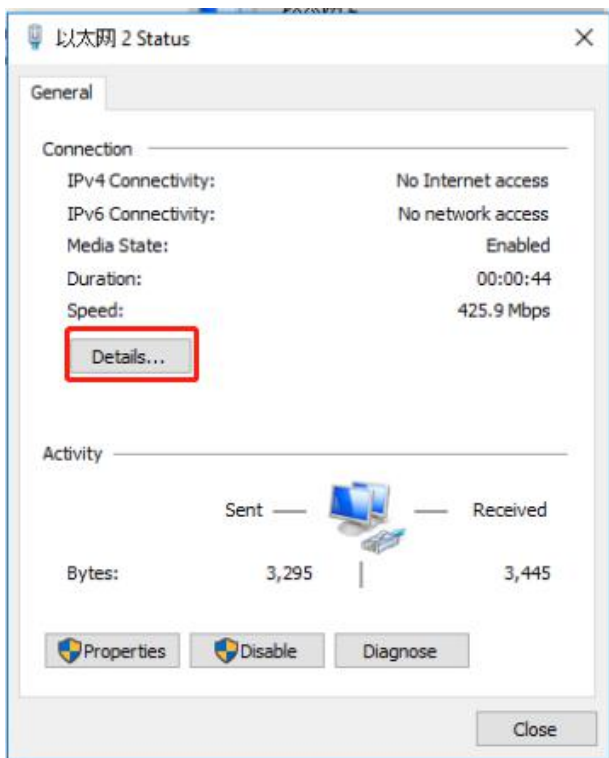 以太网 2 Status
General
Connection
IPv4 Connectivity: No Internet access
IPv6 Connectivity: No network access
Media State: Enabled
Duration: 00:00:44
Speed: 425.9 Mbps
Details...
Activity
Sent — — Received
Bytes: 3,295 3,445
Properties Disable Diagnose
Close